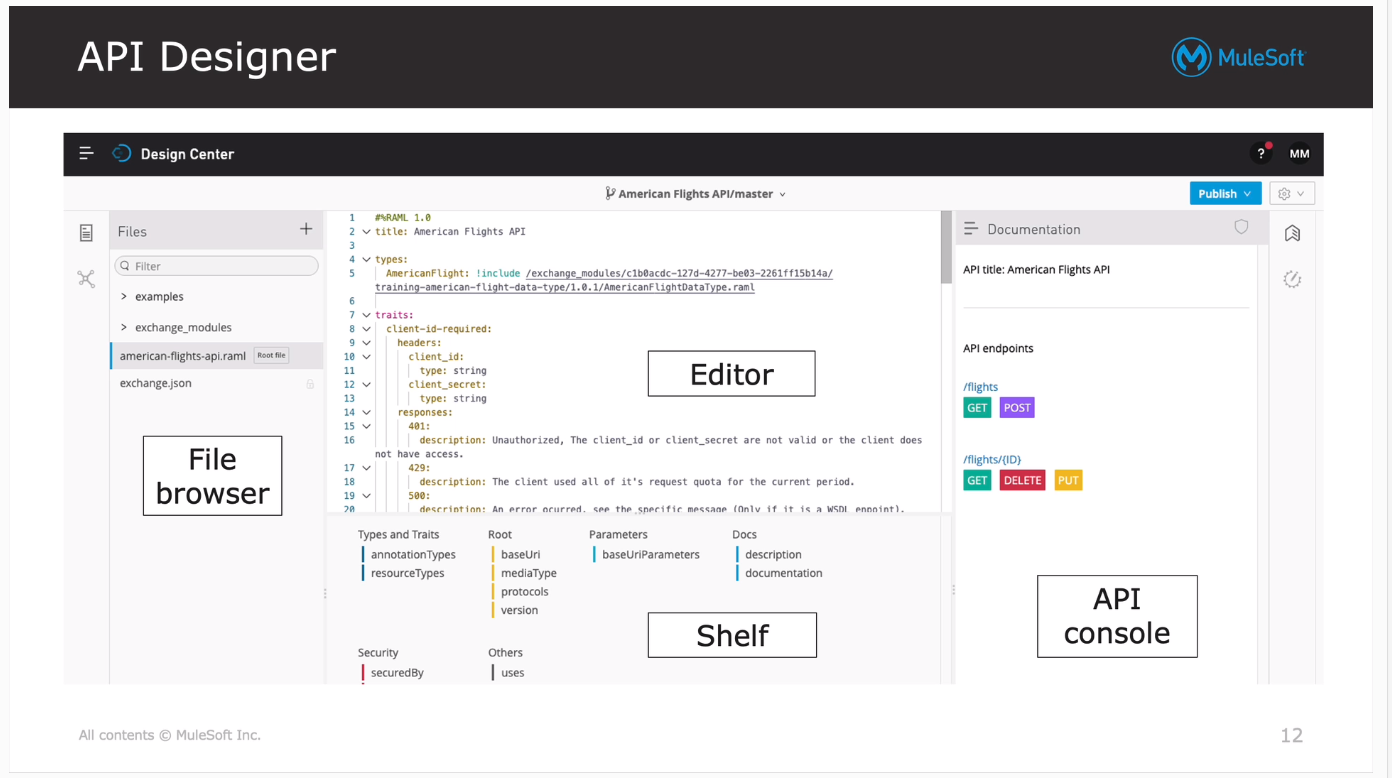 API Designer
MuleSoft
Design Center
? MM
American Flights API/master
Publish
Files +
Filter
> examples
> exchange_modules
american-flights-api.raml Root file
exchange.json
File
browser
1 #%RAML 1.0
2 title: American Flights API
3
4 types:
5 AmericanFlight: !include /exchange_modules/c1b0acdc-127d-4277-be03-2261ff15b14a/
training-american-flight-data-type/1.0.1/AmericanFlightDataType.raml
6
7 traits:
8 client-id-required:
9 headers:
10 client_id:
11 type: string
12 client_secret:
13 type: string
14 responses:
15 401:
16 description: Unauthorized, The client_id or client_secret are not valid or the client does
not have access.
17 429:
18 description: The client used all of it's request quota for the current period.
19 500:
20 description: An error ocurred, see the specific message (Only if it is a WSDL enpoint).
Editor
Types and Traits
annotationTypes
resourceTypes
Root
baseUri
mediaType
protocols
version
Parameters
baseUriParameters
Docs
description
documentation
Security
securedBy
Others
uses
Shelf
Documentation
API title: American Flights API
API endpoints
/flights
GET POST
/flights/{ID}
GET DELETE PUT
API
console
All contents © MuleSoft Inc.
12